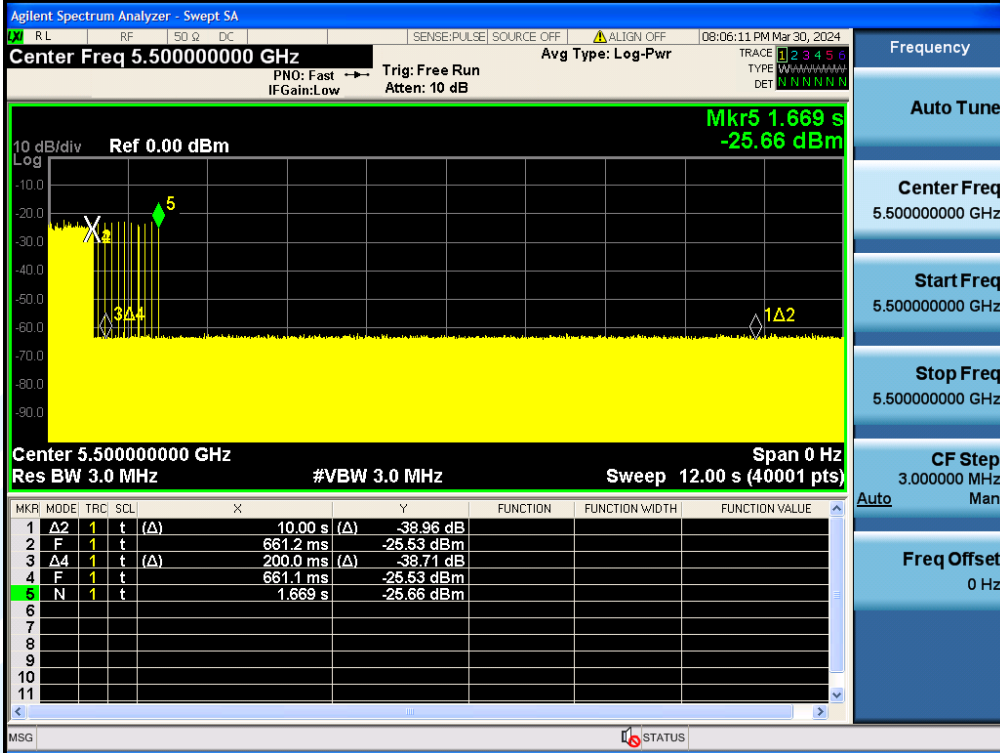 Agilent Spectrum Analyzer - Swept SA
LXI RL RF 50 Ω DC SENSE:PULSE SOURCE OFF ALIGN OFF 08:06:11 PM Mar 30, 2024
Center Freq 5.500000000 GHz
PNO: Fast
IFGain:Low
Trig: Free Run
Atten: 10 dB
Avg Type: Log-Pwr
TRACE 1 2 3 4 5 6
TYPE WWWWWW
DET N N N N N N
Mkr5 1.669 s
-25.66 dBm
10 dB/div Ref 0.00 dBm
Log
-10.0
-20.0
-30.0
-40.0
-50.0
-60.0
-70.0
-80.0
-90.0
5
2
3Δ4
1Δ2
Center 5.500000000 GHz Span 0 Hz
Res BW 3.0 MHz #VBW 3.0 MHz Sweep 12.00 s (40001 pts)
MKR MODE TRC SCL X Y FUNCTION FUNCTION WIDTH FUNCTION VALUE
1 Δ2 1 t (Δ) 10.00 s (Δ) -38.96 dB
2 F 1 t 661.2 ms -25.53 dBm
3 Δ4 1 t (Δ) 200.0 ms (Δ) -38.71 dB
4 F 1 t 661.1 ms -25.53 dBm
5 N 1 t 1.669 s -25.66 dBm
6
7
8
9
10
11
MSG STATUS
Frequency
Auto Tune
Center Freq
5.500000000 GHz
Start Freq
5.500000000 GHz
Stop Freq
5.500000000 GHz
CF Step
3.000000 MHz
Auto Man
Freq Offset
0 Hz